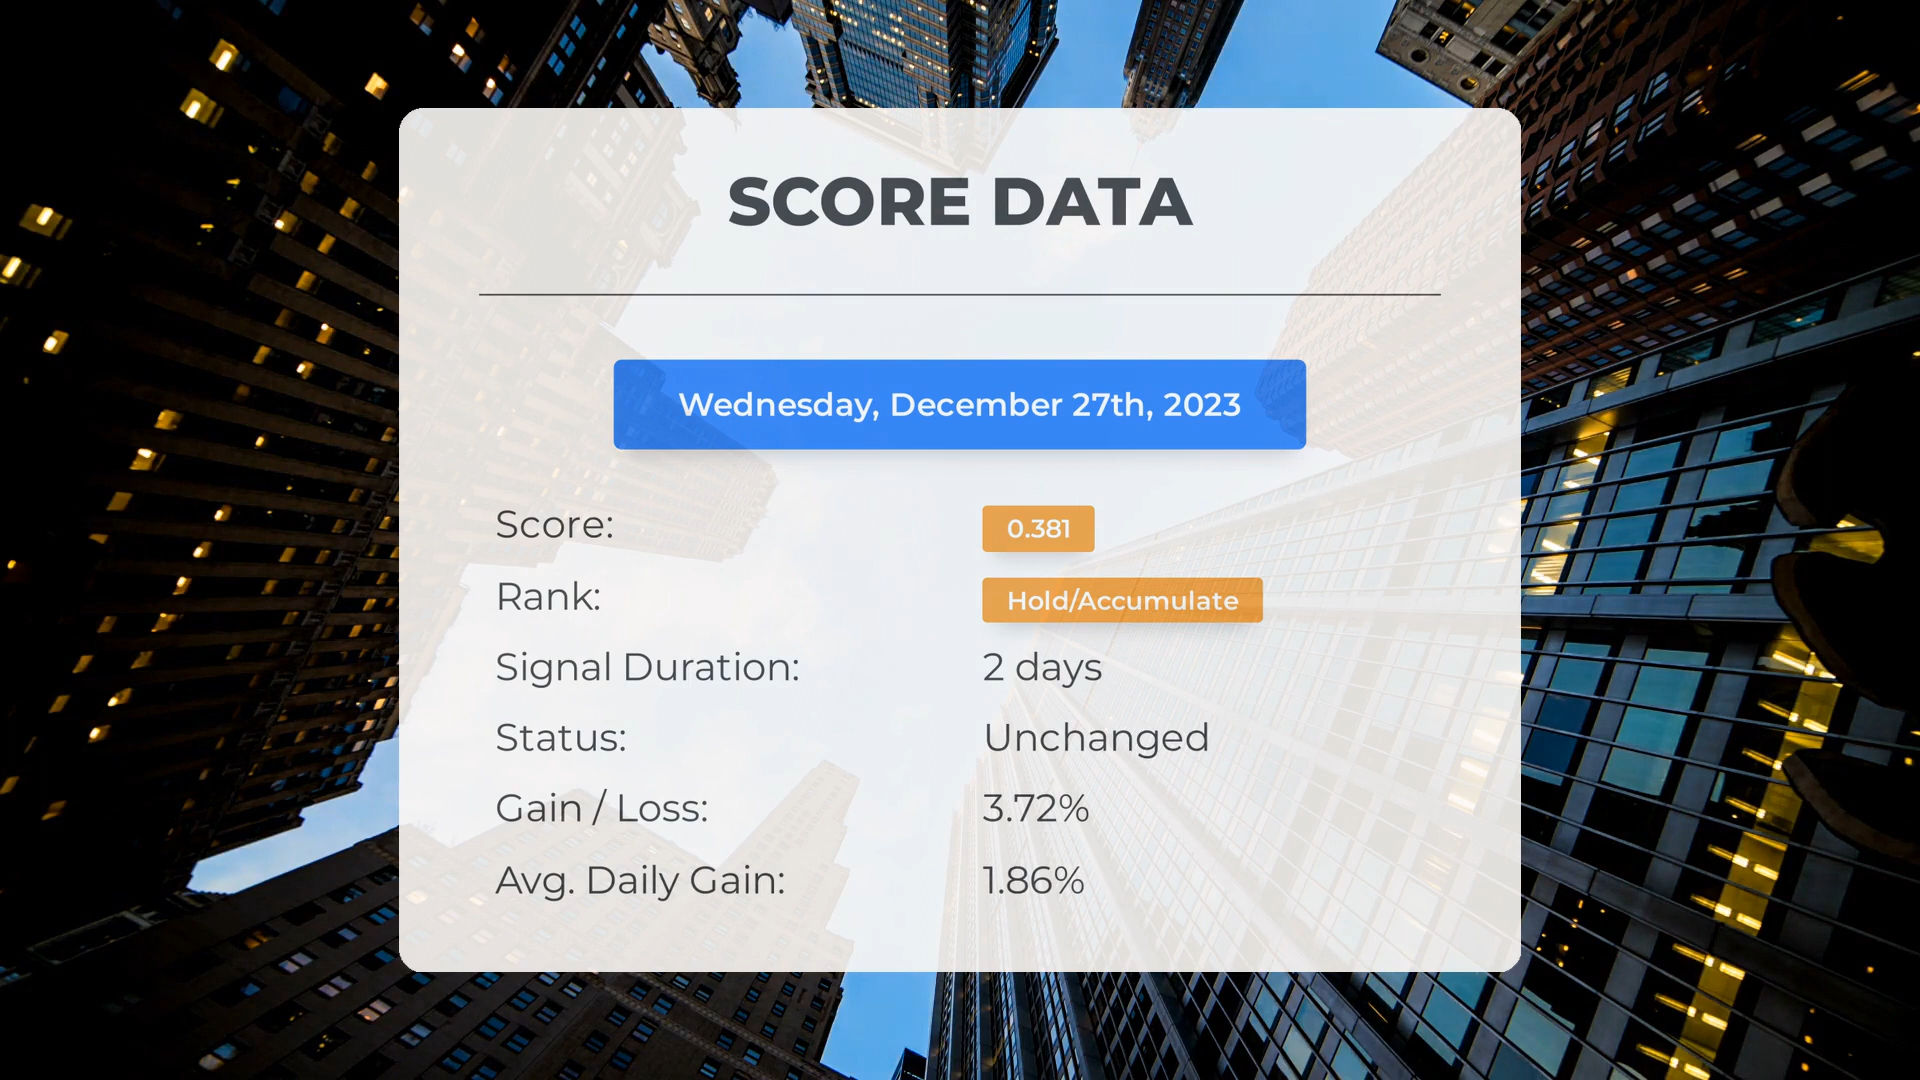 SCORE DATA
Wednesday, December 27th, 2023
Score: 0.381
Rank: Hold/Accumulate
Signal Duration: 2 days
Status: Unchanged
Gain / Loss: 3.72%
Avg. Daily Gain: 1.86%